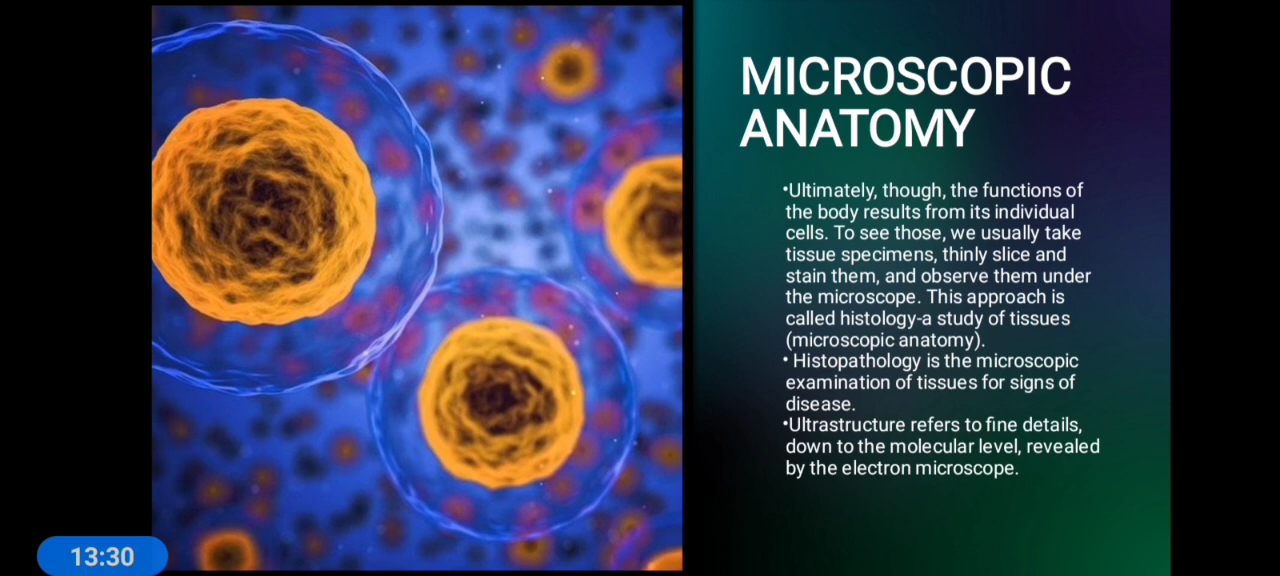 MICROSCOPIC
ANATOMY
•Ultimately, though, the functions of
the body results from its individual
cells. To see those, we usually take
tissue specimens, thinly slice and
stain them, and observe them under
the microscope. This approach is
called histology-a study of tissues
(microscopic anatomy).
• Histopathology is the microscopic
examination of tissues for signs of
disease.
•Ultrastructure refers to fine details,
down to the molecular level, revealed
by the electron microscope.
13:30